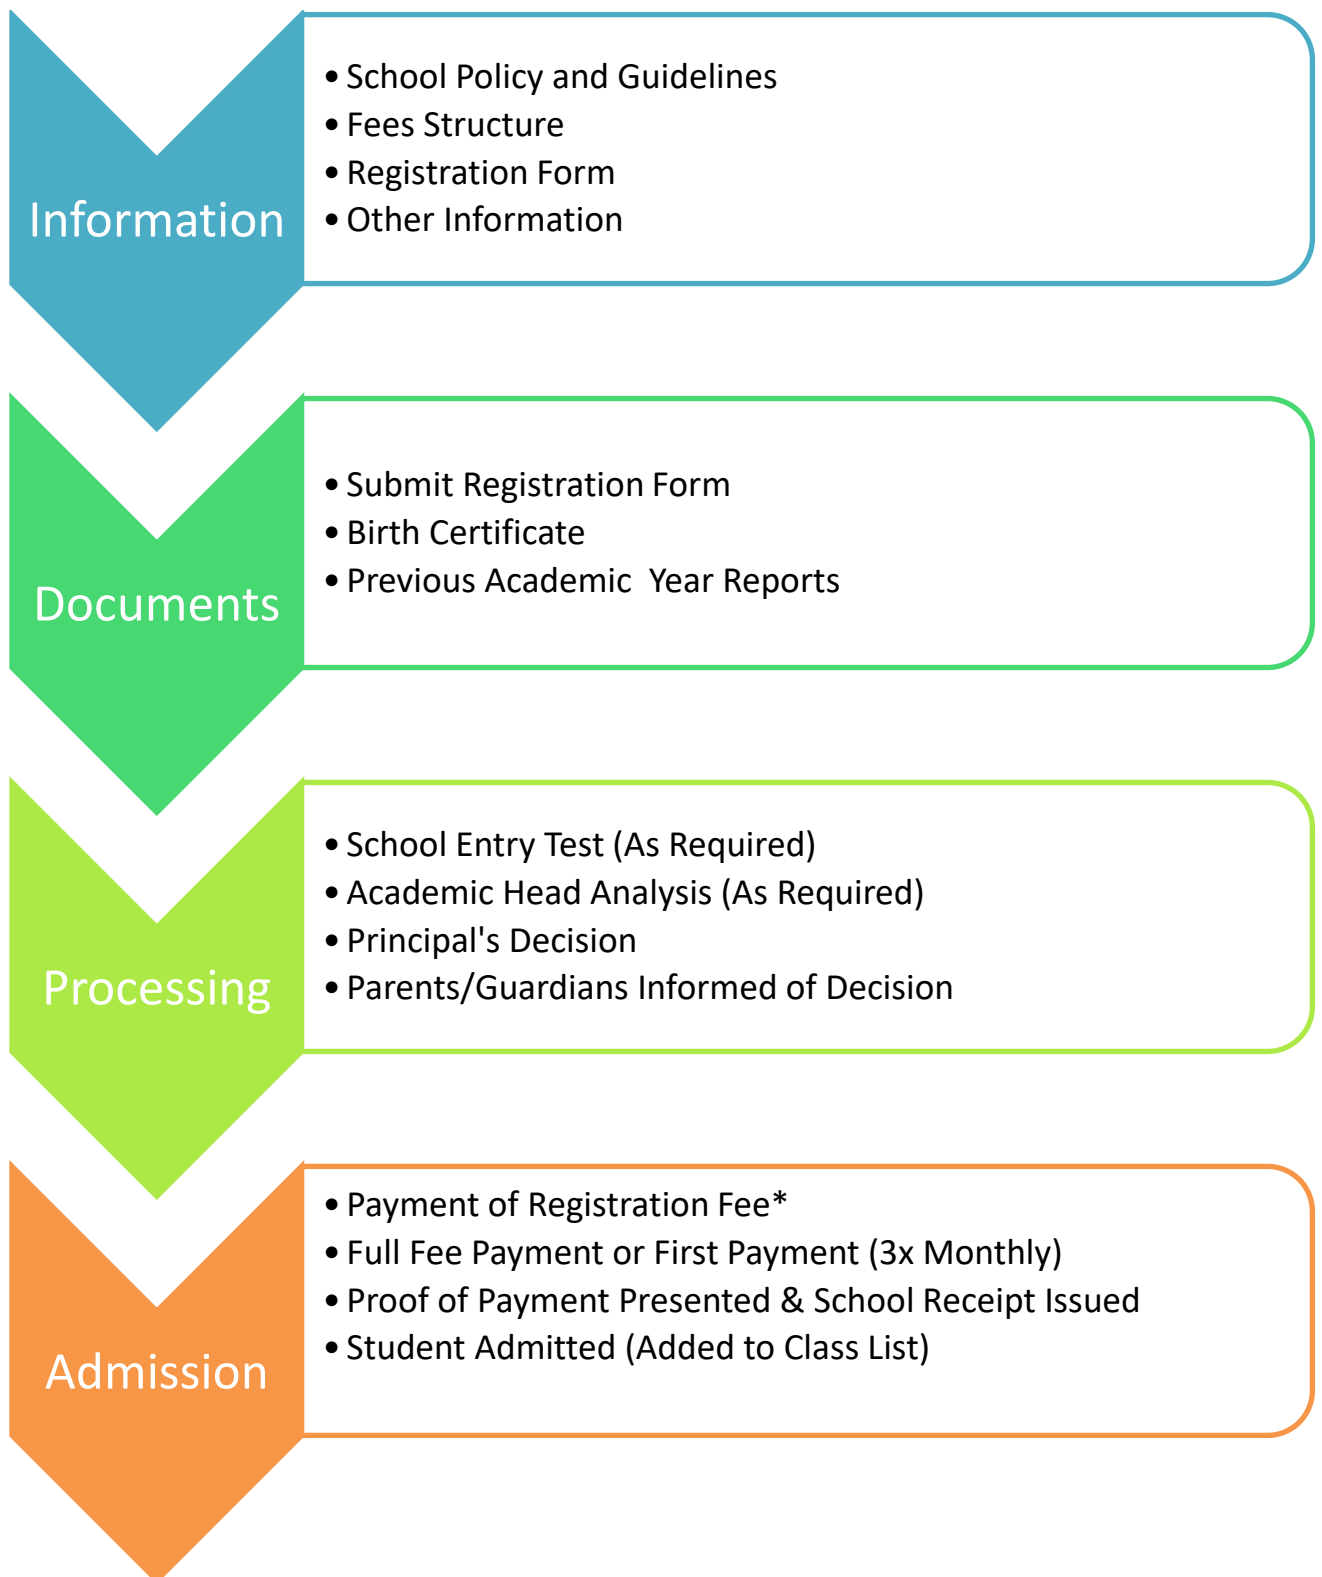 Information
• School Policy and Guidelines
• Fees Structure
• Registration Form
• Other Information
Documents
• Submit Registration Form
• Birth Certificate
• Previous Academic  Year Reports
Processing
• School Entry Test (As Required)
• Academic Head Analysis (As Required)
• Principal's Decision
• Parents/Guardians Informed of Decision
Admission
• Payment of Registration Fee*
• Full Fee Payment or First Payment (3x Monthly)
• Proof of Payment Presented & School Receipt Issued
• Student Admitted (Added to Class List)